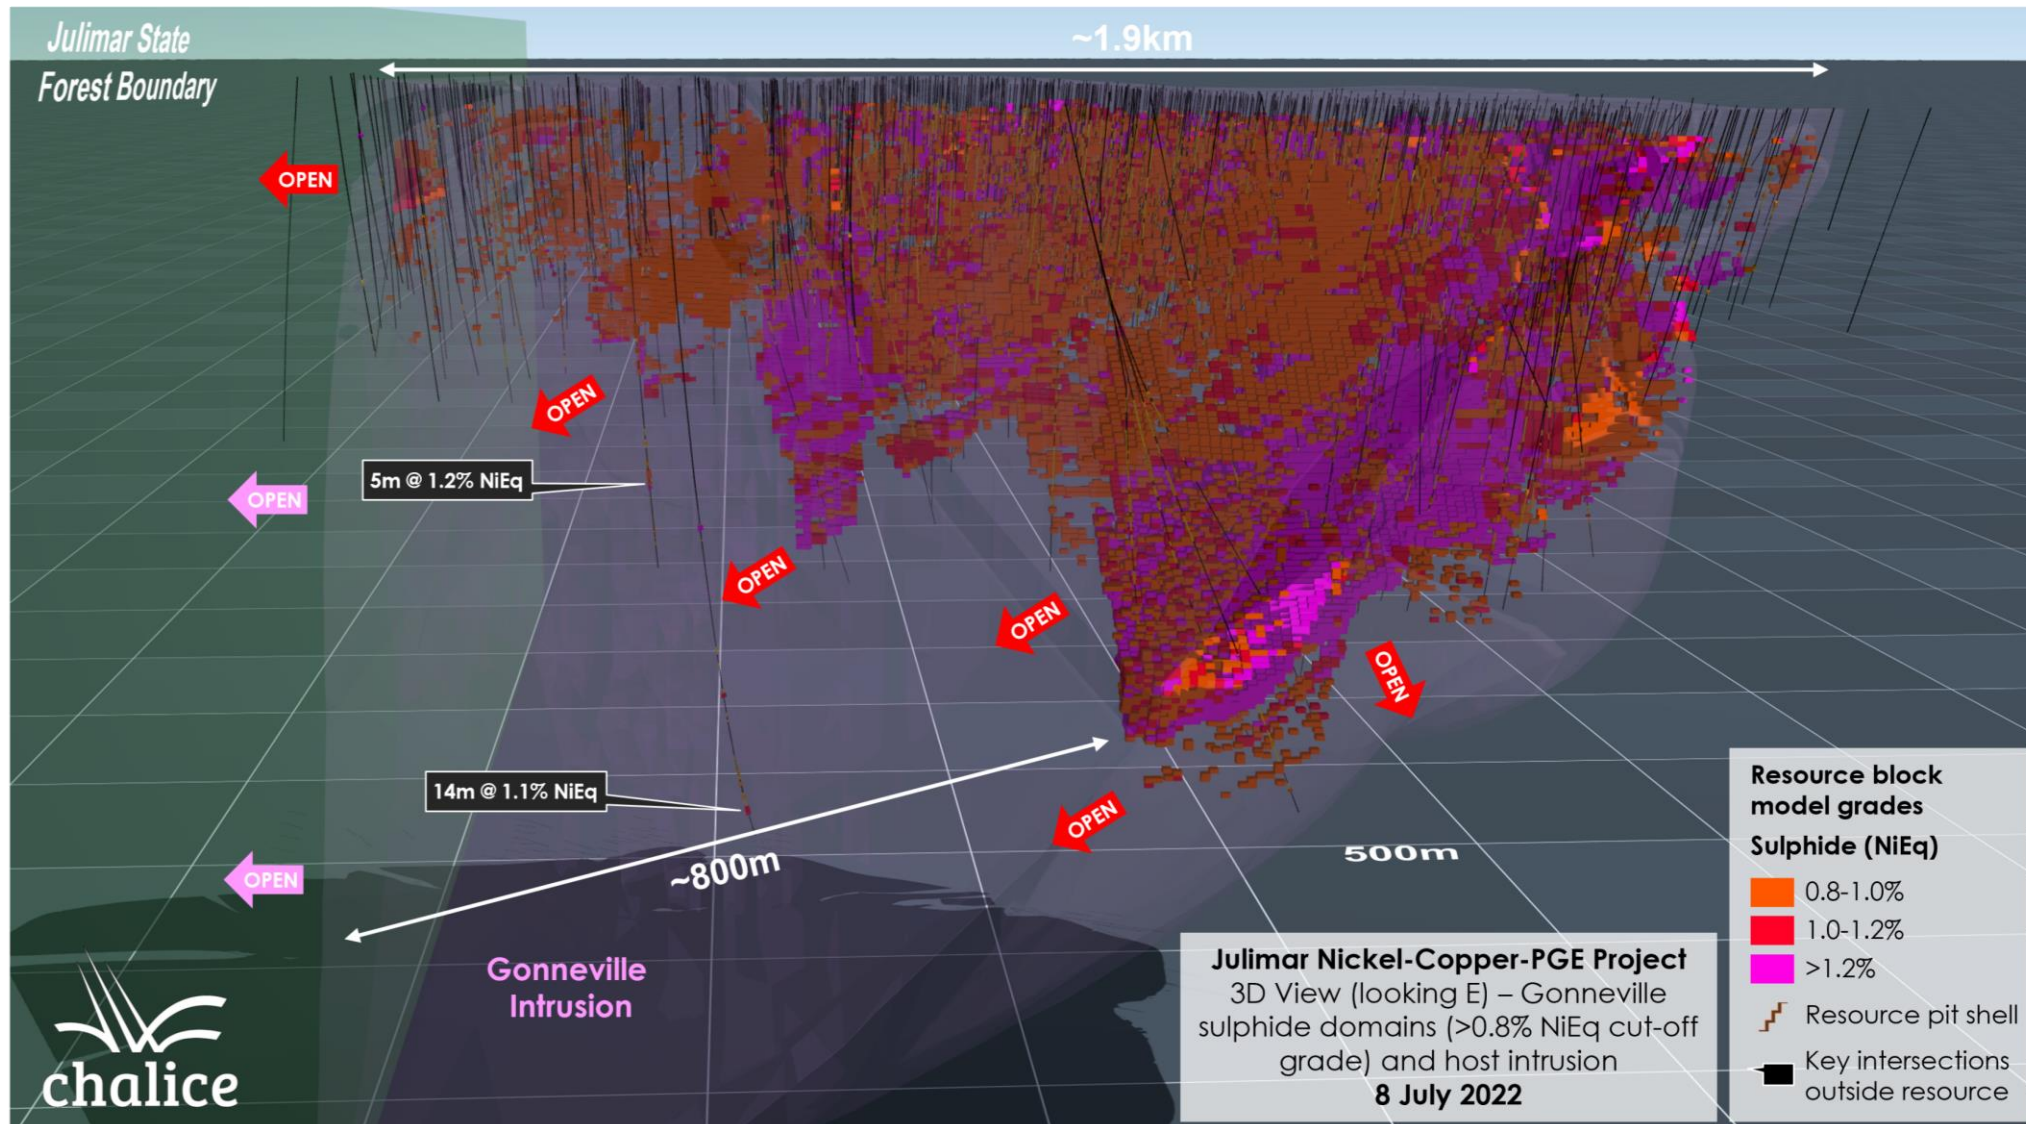 Julimar State
Forest Boundary
~1.9km
OPEN
OPEN
5m @ 1.2% NiEq
OPEN
OPEN
OPEN
OPEN
14m @ 1.1% NiEq
OPEN
~800m
500m
OPEN
Gonneville
Intrusion
chalice
Julimar Nickel-Copper-PGE Project
3D View (looking E) – Gonneville
sulphide domains (>0.8% NiEq cut-off
grade) and host intrusion
8 July 2022
Resource block
model grades
Sulphide (NiEq)
0.8-1.0%
1.0-1.2%
>1.2%
Resource pit shell
Key intersections
outside resource